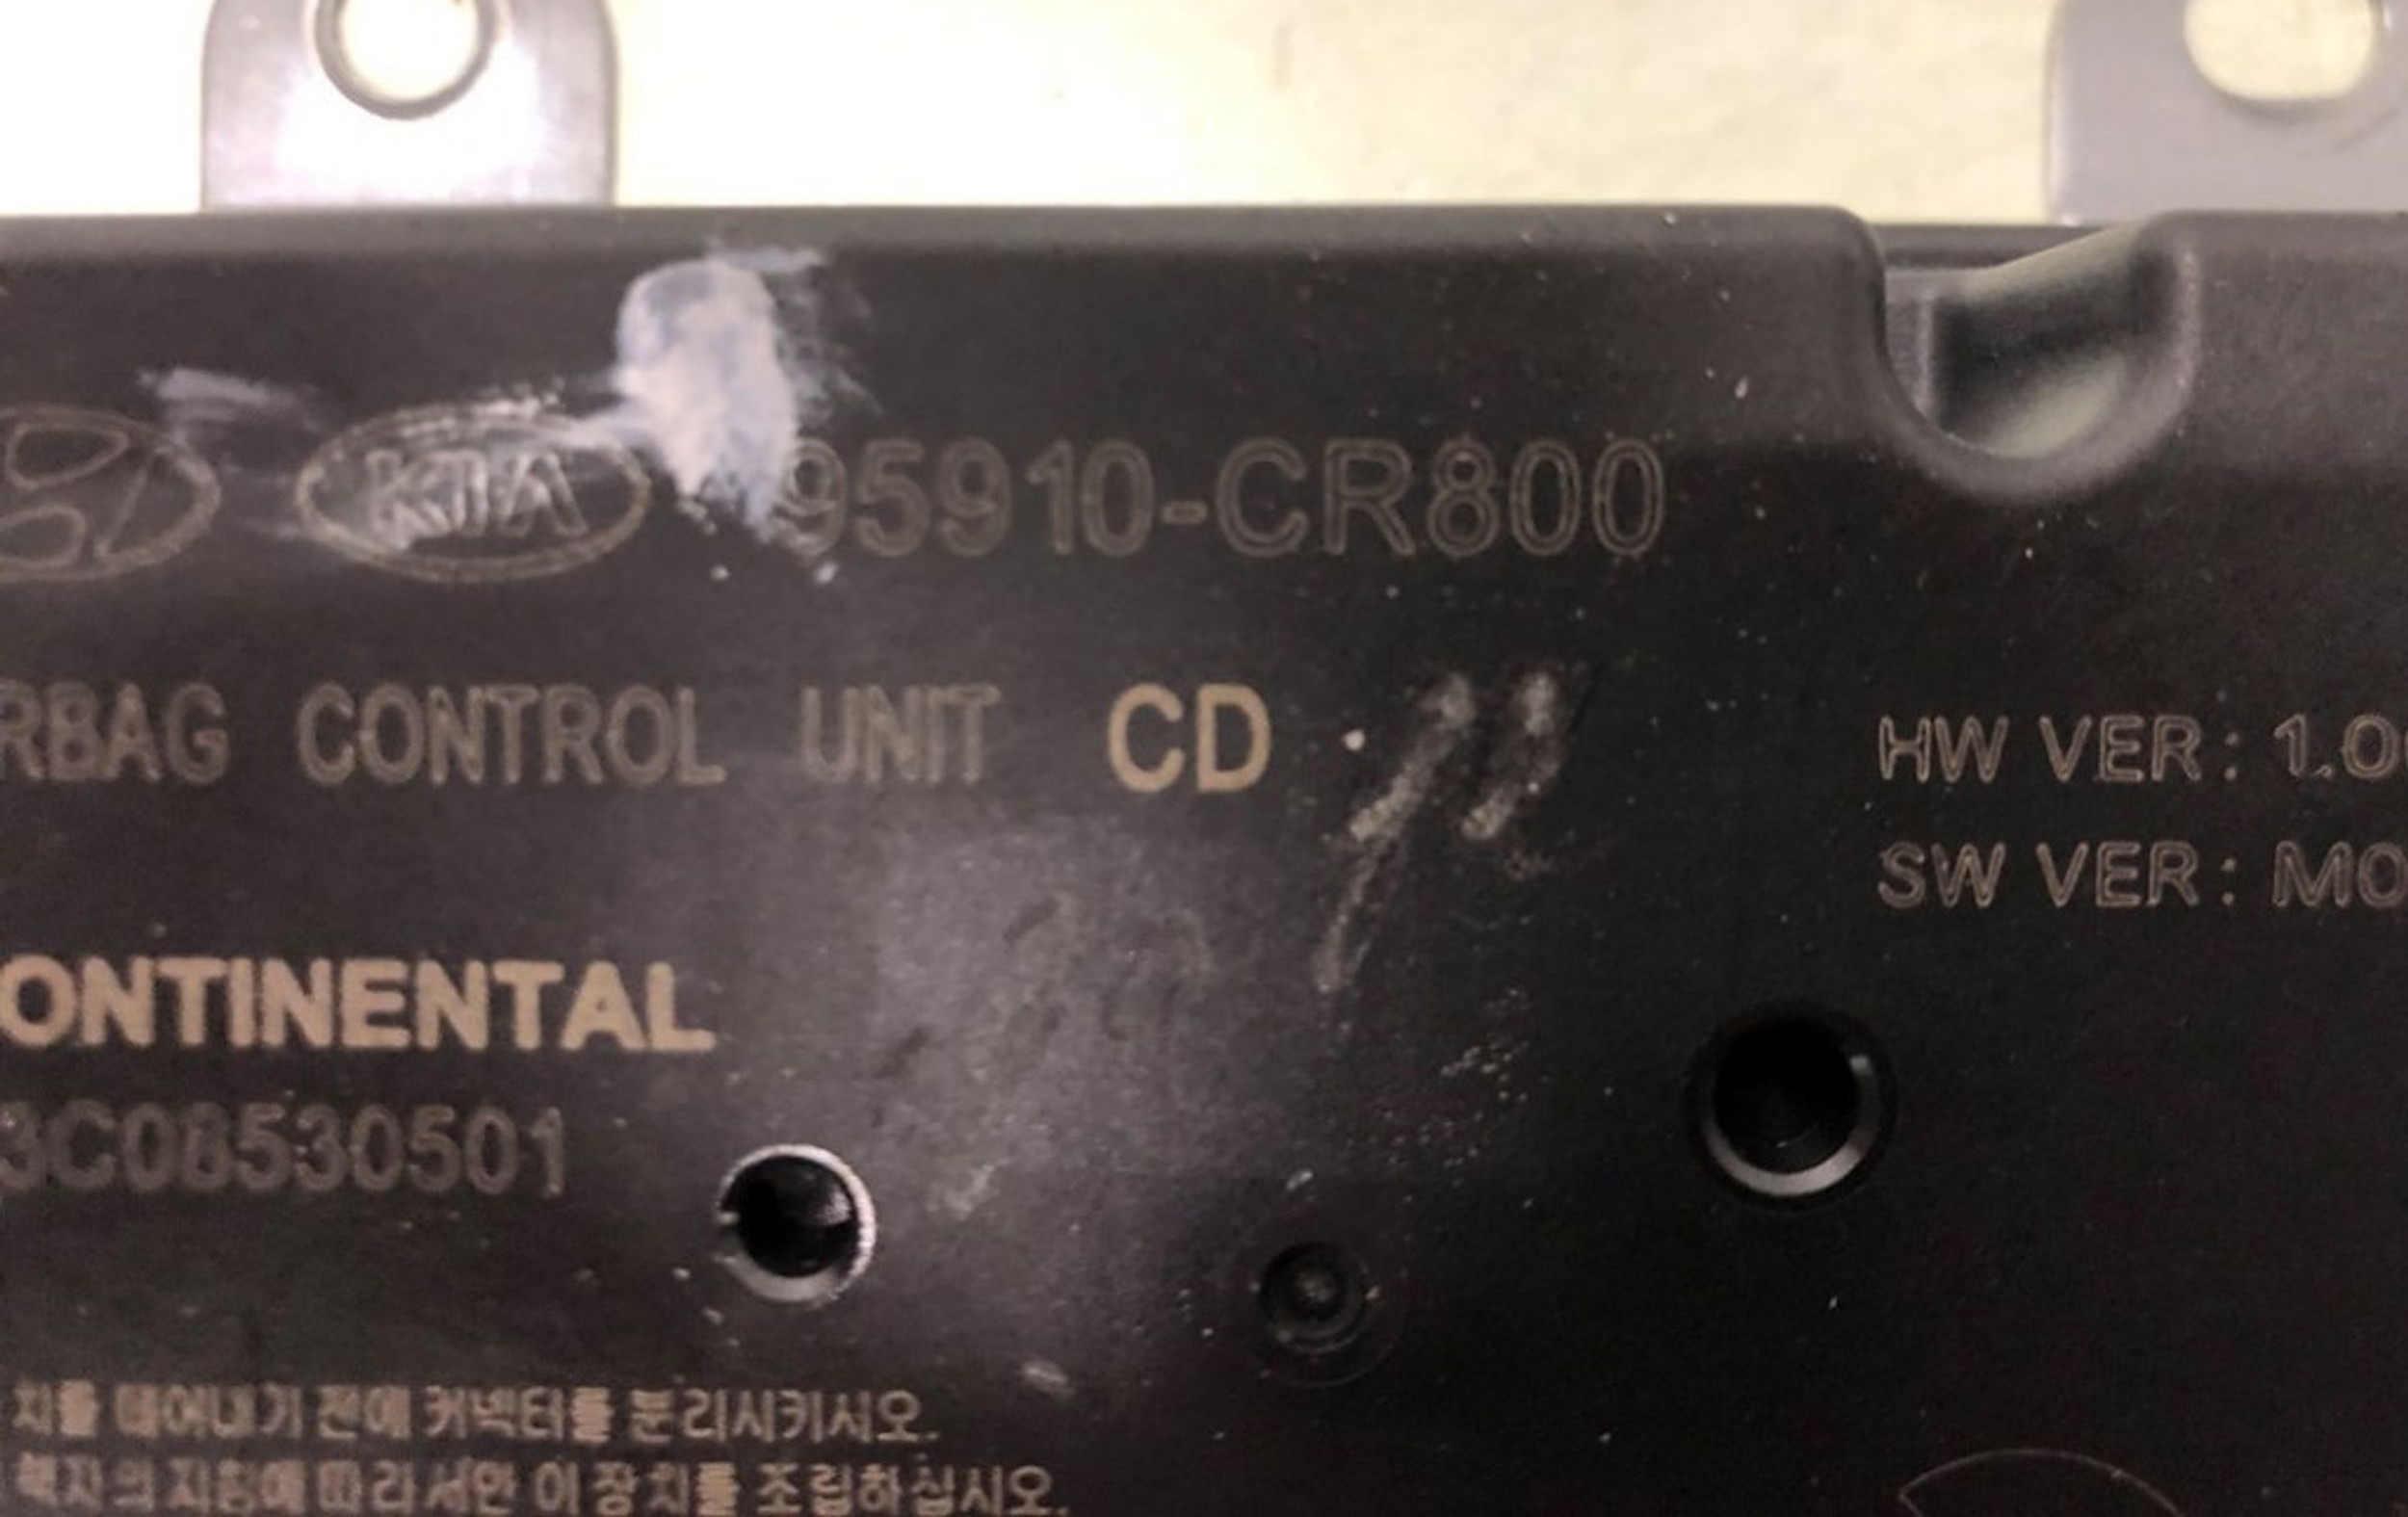 KIA 95910-CR800
RBAG CONTROL UNIT CD HW VER : 1.0
SW VER : M0
ONTINENTAL
3C08530501
치를 떼어내기 전에 커넥터를 분리시키시오.
책자의 지침에 따라서만 이 장치를 조립하십시오.